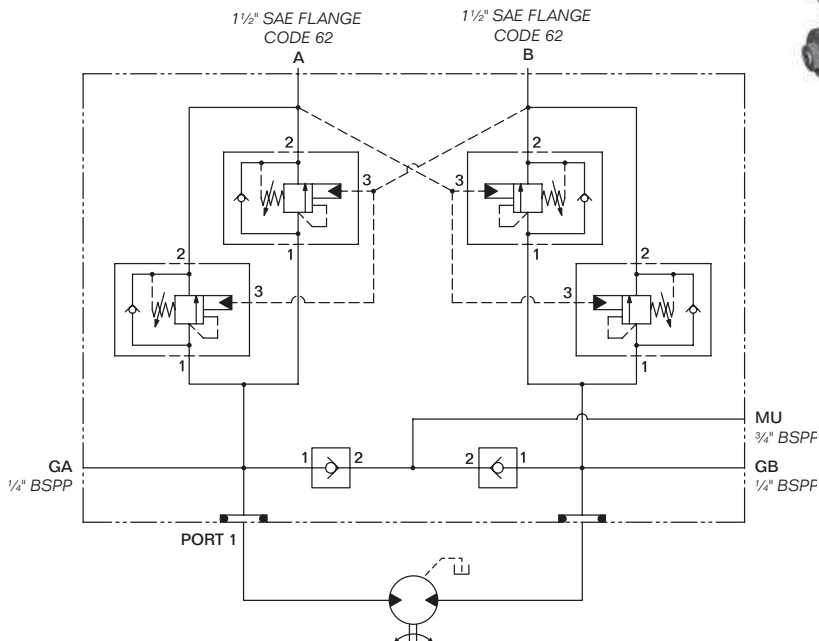 1½" SAE FLANGE
CODE 62
A
1½" SAE FLANGE
CODE 62
B
2
3
1
2
3
1
2
3
1
2
3
1
MU
¾" BSPP
GA
¼" BSPP
1
2
2
1
GB
¼" BSPP
PORT 1